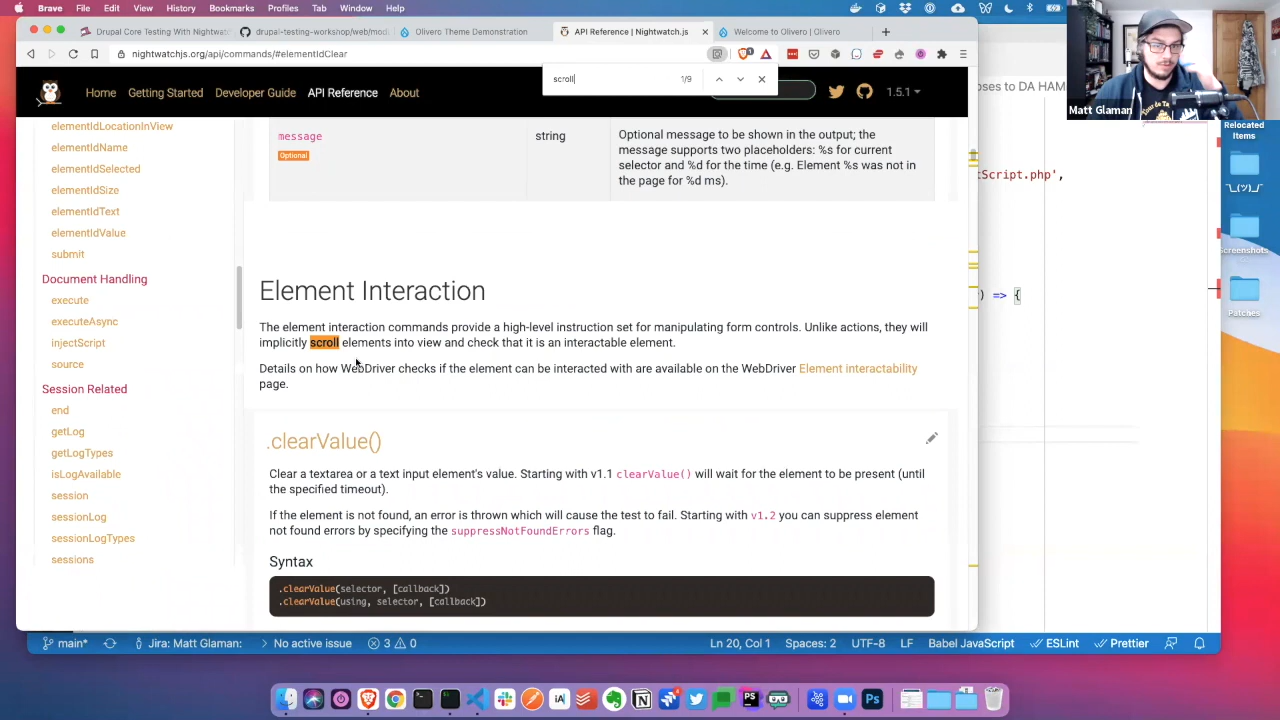 Brave File Edit View History Bookmarks Profiles Tab Window Help
Drupal Core Testing With Nightwat
drupal-testing-workshop/web/modu
Olivero Theme Demonstration
API Reference | Nightwatch.js
Welcome to Olivero | Olivero
nightwatchjs.org/api/commands/#elementIdClear
scroll 1/9
Home Getting Started Developer Guide API Reference About 1.5.1
Matt Glaman
oses to DA HAM
Relocated
Items
¯\_(ツ)_/¯
Screenshots
Patches
elementIdLocationInView
elementIdName
elementIdSelected
elementIdSize
elementIdText
elementIdValue
submit
Document Handling
execute
executeAsync
injectScript
source
Session Related
end
getLog
getLogTypes
isLogAvailable
session
sessionLog
sessionLogTypes
sessions
message string Optional message to be shown in the output; the
Optional message supports two placeholders: %s for current
selector and %d for the time (e.g. Element %s was not in
the page for %d ms).
Element Interaction
The element interaction commands provide a high-level instruction set for manipulating form controls. Unlike actions, they will
implicitly scroll elements into view and check that it is an interactable element.
Details on how WebDriver checks if the element can be interacted with are available on the WebDriver Element interactability
page.
.clearValue()
Clear a textarea or a text input element's value. Starting with v1.1 clearValue() will wait for the element to be present (until
the specified timeout).
If the element is not found, an error is thrown which will cause the test to fail. Starting with v1.2 you can suppress element
not found errors by specifying the suppressNotFoundErrors flag.
Syntax
.clearValue(selector, [callback])
.clearValue(using, selector, [callback])
tScript.php',
) => {
main* Jira: Matt Glaman: No active issue 3 0 Ln 20, Col 1 Spaces: 2 UTF-8 LF Babel JavaScript ESLint Prettier